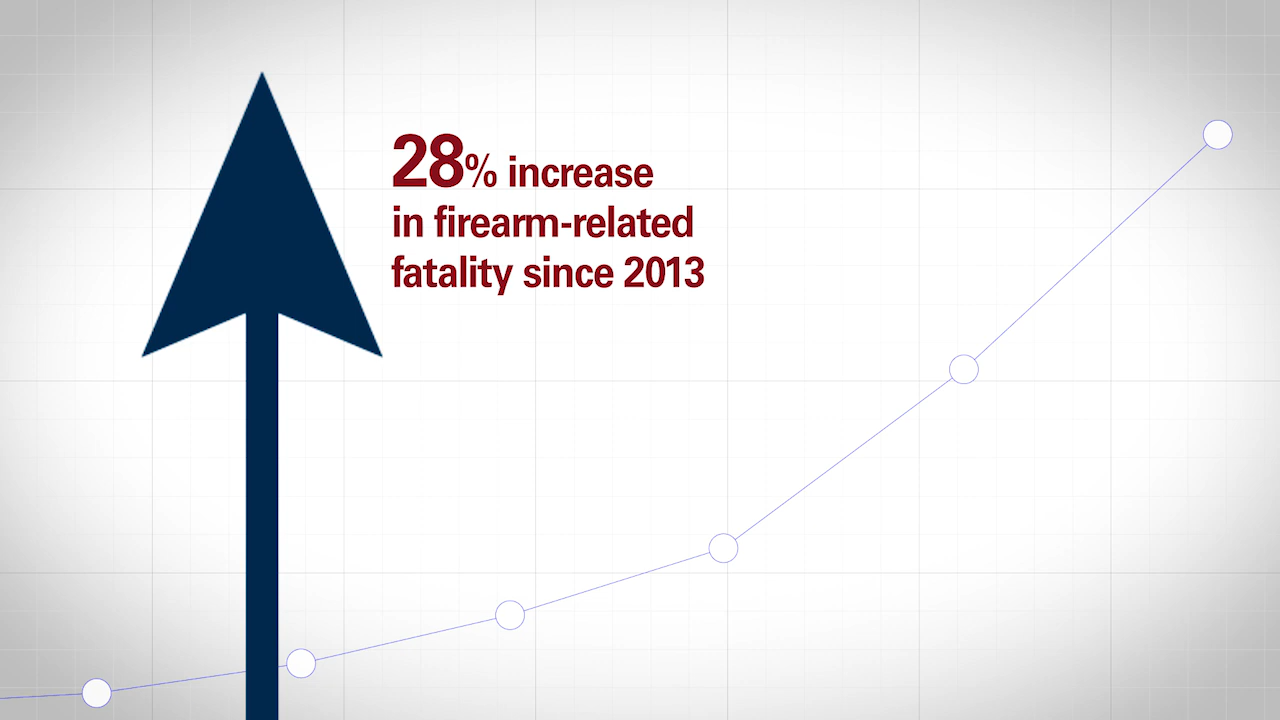 28% increase
in firearm-related
fatality since 2013